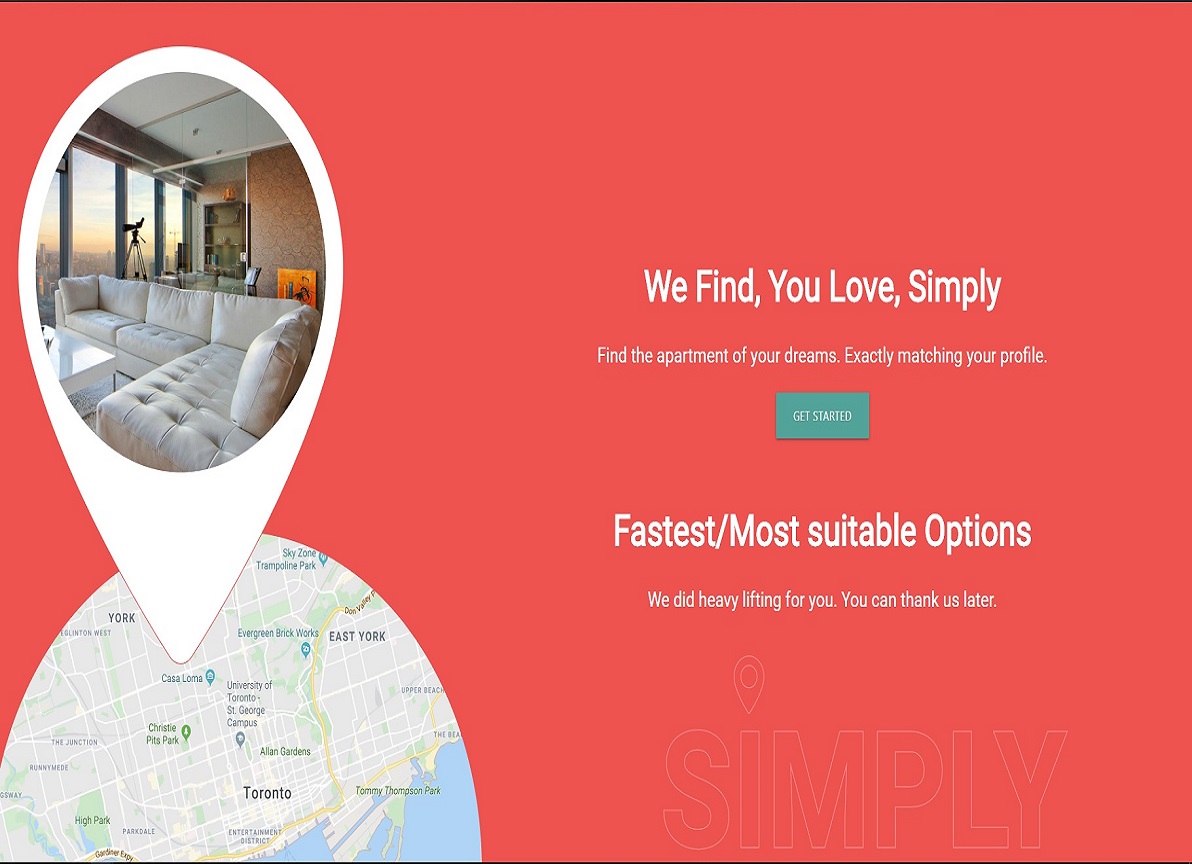 We Find, You Love, Simply
Find the apartment of your dreams. Exactly matching your profile.
GET STARTED
Fastest/Most suitable Options
We did heavy lifting for you. You can thank us later.
SIMPLY
Sky Zone
Trampoline Park
Don Valley
YORK
EGLINTON WEST
Evergreen Brick Works
EAST YORK
Casa Loma
University of
Toronto -
St. George
Campus
UPPER BEACH
Christie
Pits Park
THE JUNCTION
Allan Gardens
THE BEA
RUNNYMEDE
GSWAY
Toronto
Tommy Thompson Park
High Park
PARKDALE
ENTERTAINMENT
DISTRICT
Gardiner Expy